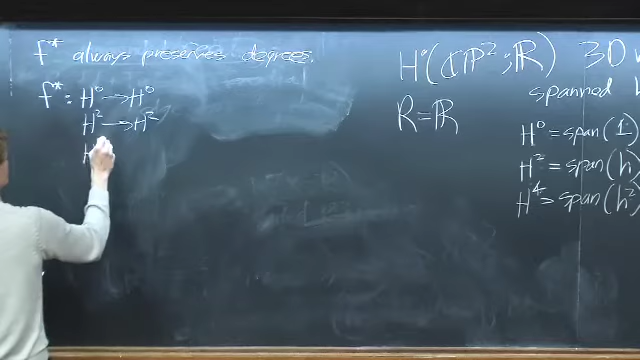 f* always preserves degrees.
f* : H⁰ → H⁰
H² → H²
H
H•(ℂP²; ℝ) 3D
spanned
R = ℝ
H⁰ = span(1)
H² = span(h)
H⁴ = span(h²